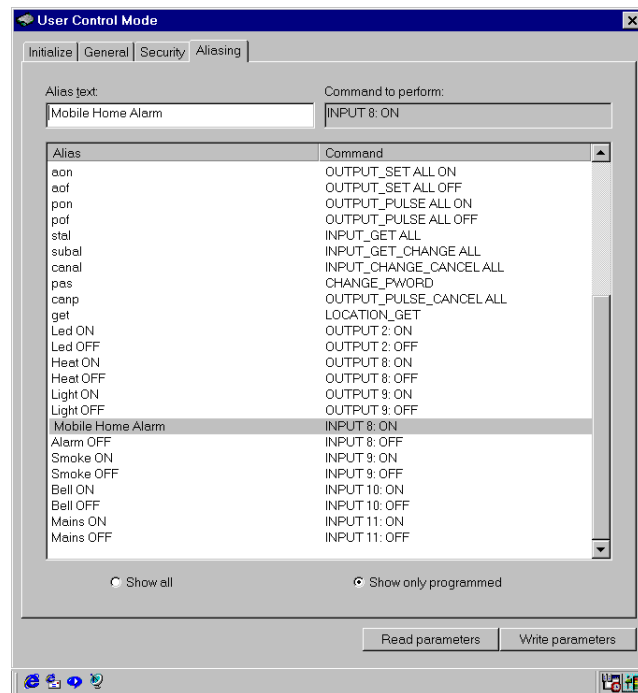 User Control Mode
Initialize General Security Aliasing
Alias text: Command to perform:
Mobile Home Alarm INPUT 8: ON
Alias Command
aon OUTPUT_SET ALL ON
aof OUTPUT_SET ALL OFF
pon OUTPUT_PULSE ALL ON
pof OUTPUT_PULSE ALL OFF
stal INPUT_GET ALL
subal INPUT_GET_CHANGE ALL
canal INPUT_CHANGE_CANCEL ALL
pas CHANGE_PWORD
canp OUTPUT_PULSE_CANCEL ALL
get LOCATION_GET
Led ON OUTPUT 2: ON
Led OFF OUTPUT 2: OFF
Heat ON OUTPUT 8: ON
Heat OFF OUTPUT 8: OFF
Light ON OUTPUT 9: ON
Light OFF OUTPUT 9: OFF
Mobile Home Alarm INPUT 8: ON
Alarm OFF INPUT 8: OFF
Smoke ON INPUT 9: ON
Smoke OFF INPUT 9: OFF
Bell ON INPUT 10: ON
Bell OFF INPUT 10: OFF
Mains ON INPUT 11: ON
Mains OFF INPUT 11: OFF
Show all Show only programmed
Read parameters Write parameters